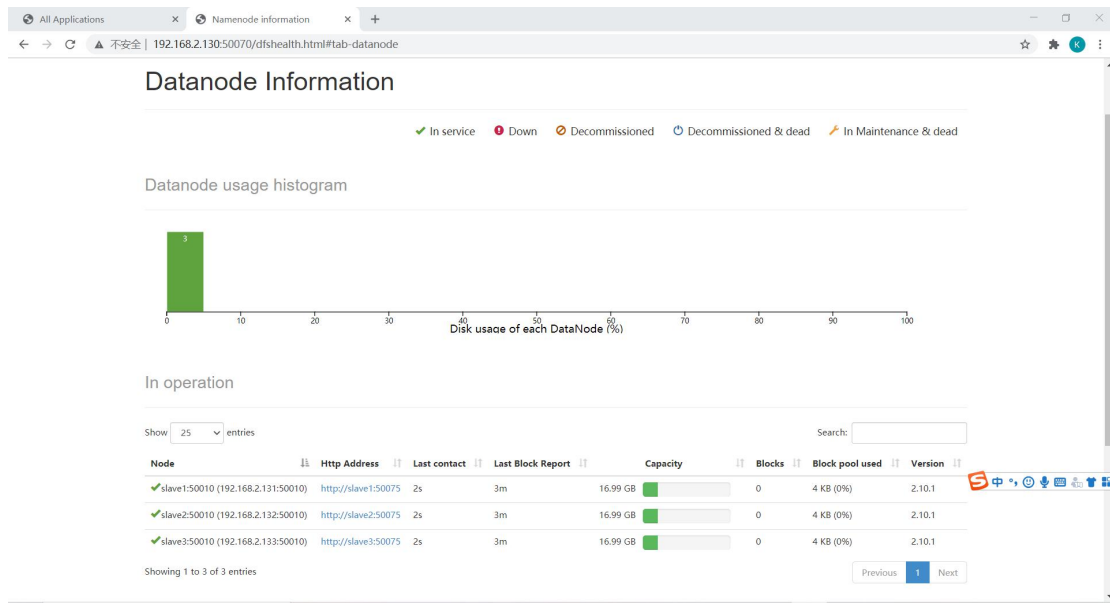 All Applications
Namenode information
不安全 | 192.168.2.130:50070/dfshealth.html#tab-datanode
K
Datanode Information
In service Down Decommissioned Decommissioned & dead In Maintenance & dead
Datanode usage histogram
3
0 10 20 30 40 50 60 70 80 90 100
Disk usage of each DataNode (%)
In operation
Show 25 entries Search:
Node Http Address Last contact Last Block Report Capacity Blocks Block pool used Version
slave1:50010 (192.168.2.131:50010) http://slave1:50075 2s 3m 16.99 GB 0 4 KB (0%) 2.10.1
slave2:50010 (192.168.2.132:50010) http://slave2:50075 2s 3m 16.99 GB 0 4 KB (0%) 2.10.1
slave3:50010 (192.168.2.133:50010) http://slave3:50075 2s 3m 16.99 GB 0 4 KB (0%) 2.10.1
S 中
Showing 1 to 3 of 3 entries Previous 1 Next